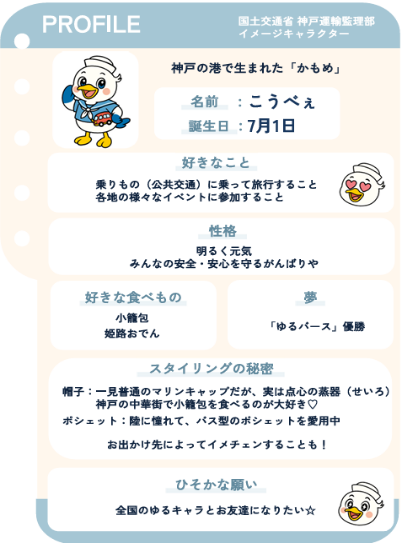 PROFILE
国土交通省 神戸運輸監理部
イメージキャラクター
神戸の港で生まれた「かもめ」
名前 ：こうべぇ
誕生日：7月1日
好きなこと
乗りもの（公共交通）に乗って旅行すること
各地の様々なイベントに参加すること
性格
明るく元気
みんなの安全・安心を守るがんばりや
好きな食べもの
小籠包
姫路おでん
夢
「ゆるバース」優勝
スタイリングの秘密
帽子：一見普通のマリンキャップだが、実は点心の蒸器（せいろ）
神戸の中華街で小籠包を食べるのが大好き♡
ポシェット：陸に憧れて、バス型のポシェットを愛用中
お出かけ先によってイメチェンすることも！
ひそかな願い
全国のゆるキャラとお友達になりたい☆